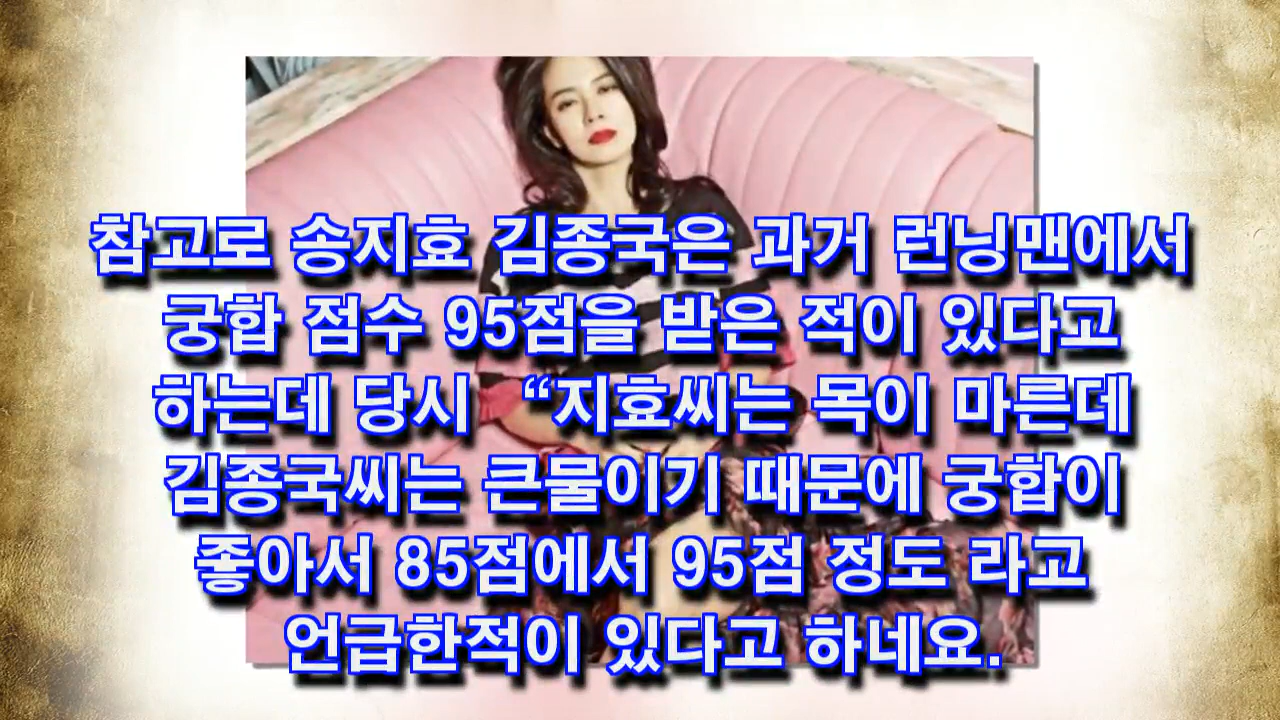 참고로 송지효 김종국은 과거 런닝맨에서
궁합 점수 95점을 받은 적이 있다고
하는데 당시 “지효씨는 목이 마른데
김종국씨는 큰물이기 때문에 궁합이
좋아서 85점에서 95점 정도 라고
언급한적이 있다고 하네요.